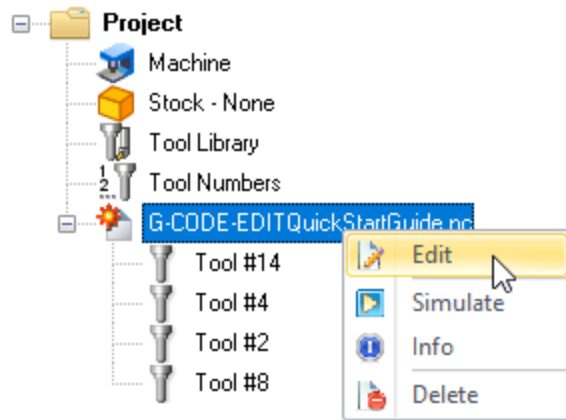 Project
Machine
Stock - None
Tool Library
1 2 Tool Numbers
G-CODE-EDITQuickStartGuide.nc
Tool #14
Edit
Tool #4
Simulate
Tool #2
Info
Tool #8
Delete